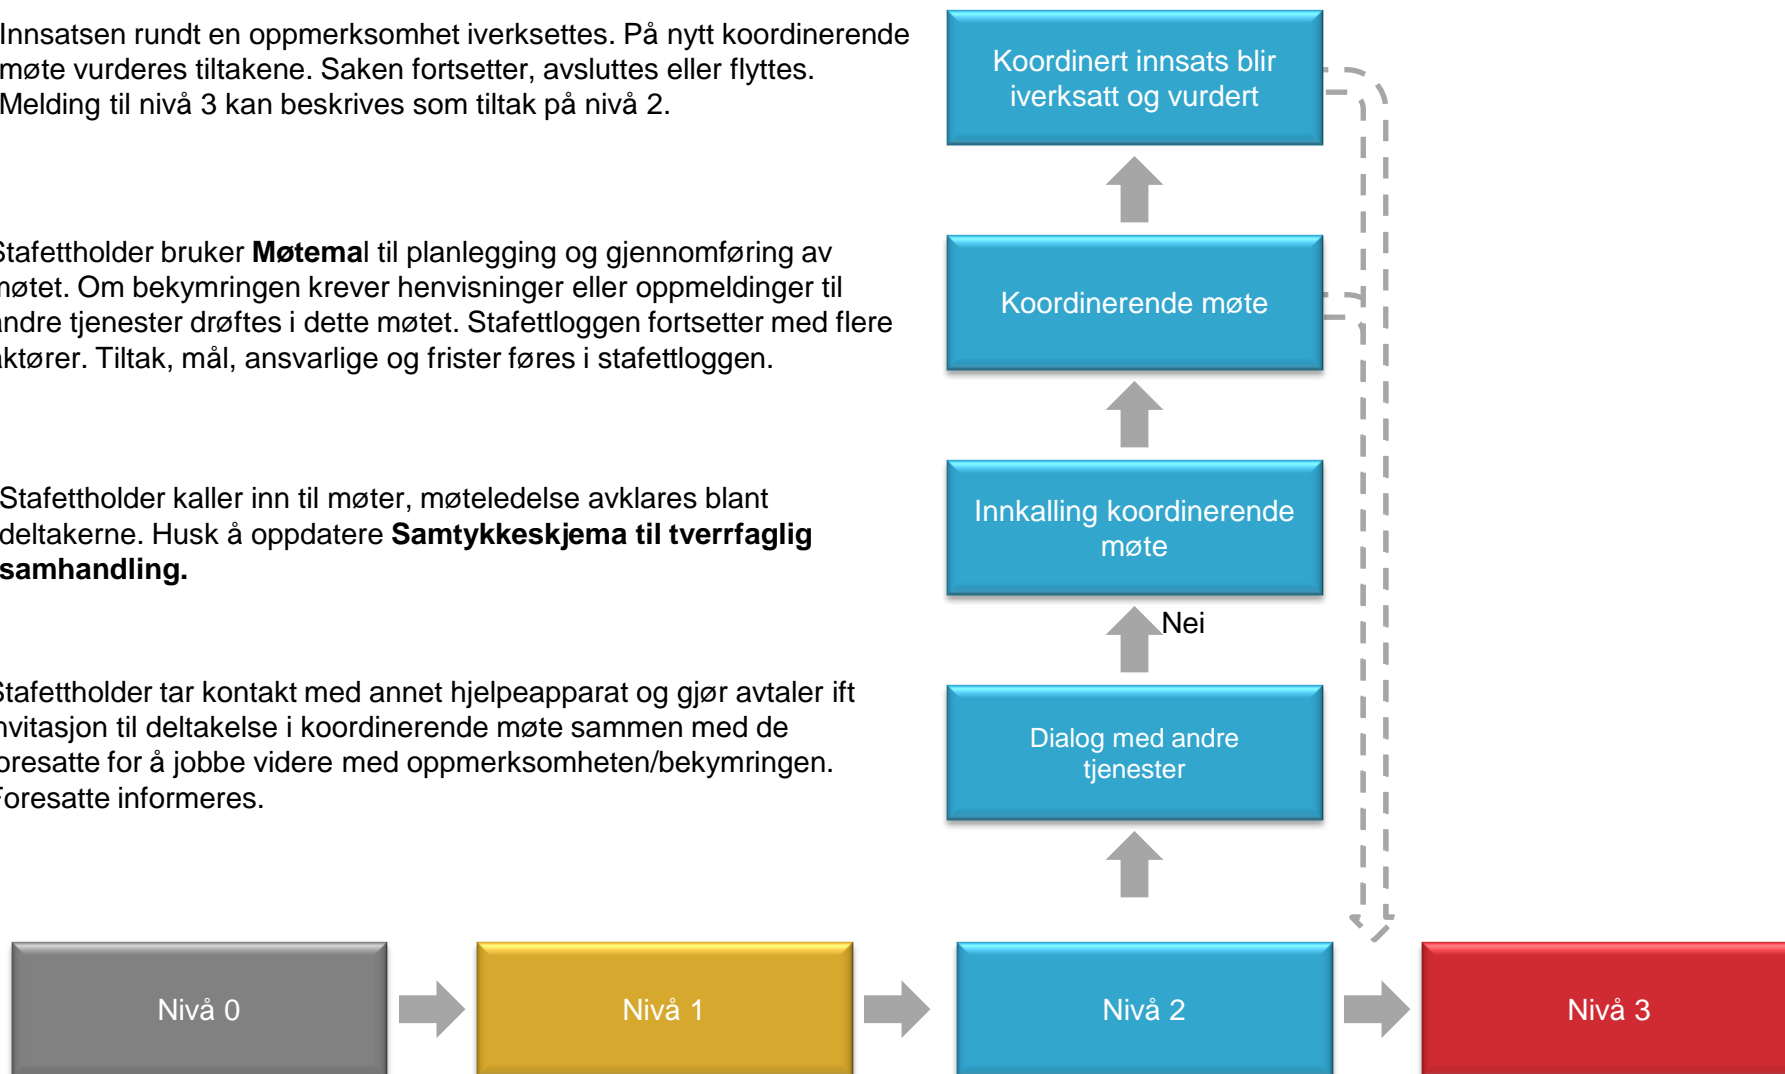 Innsatsen rundt en oppmerksomhet iverksettes. På nytt koordinerende
møte vurderes tiltakene. Saken fortsetter, avsluttes eller flyttes.
Melding til nivå 3 kan beskrives som tiltak på nivå 2.
Koordinert innsats blir
iverksatt og vurdert
Stafettholder bruker Møtemal til planlegging og gjennomføring av
møtet. Om bekymringen krever henvisninger eller oppmeldinger til
andre tjenester drøftes i dette møtet. Stafettloggen fortsetter med flere
aktører. Tiltak, mål, ansvarlige og frister føres i stafettloggen.
Koordinerende møte
Stafettholder kaller inn til møter, møteledelse avklares blant
deltakerne. Husk å oppdatere Samtykkeskjema til tverrfaglig
samhandling.
Innkalling koordinerende
møte
Nei
Stafettholder tar kontakt med annet hjelpeapparat og gjør avtaler ift
invitasjon til deltakelse i koordinerende møte sammen med de
foresatte for å jobbe videre med oppmerksomheten/bekymringen.
Foresatte informeres.
Dialog med andre
tjenester
Nivå 0
Nivå 1
Nivå 2
Nivå 3